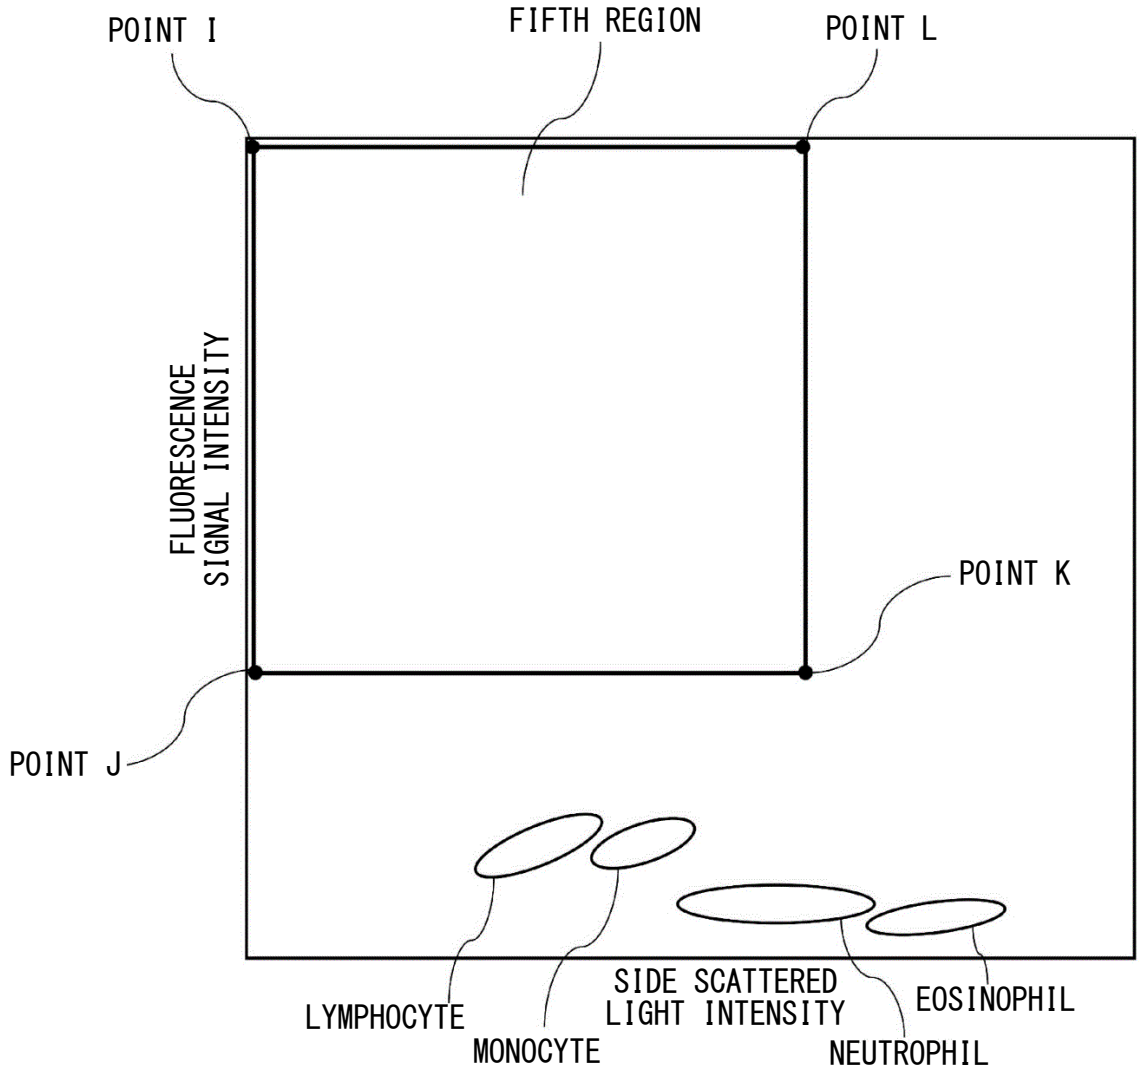 POINT I
FIFTH REGION
POINT L
FLUORESCENCE
SIGNAL INTENSITY
POINT K
POINT J
SIDE SCATTERED
LIGHT INTENSITY
LYMPHOCYTE
MONOCYTE
NEUTROPHIL
EOSINOPHIL